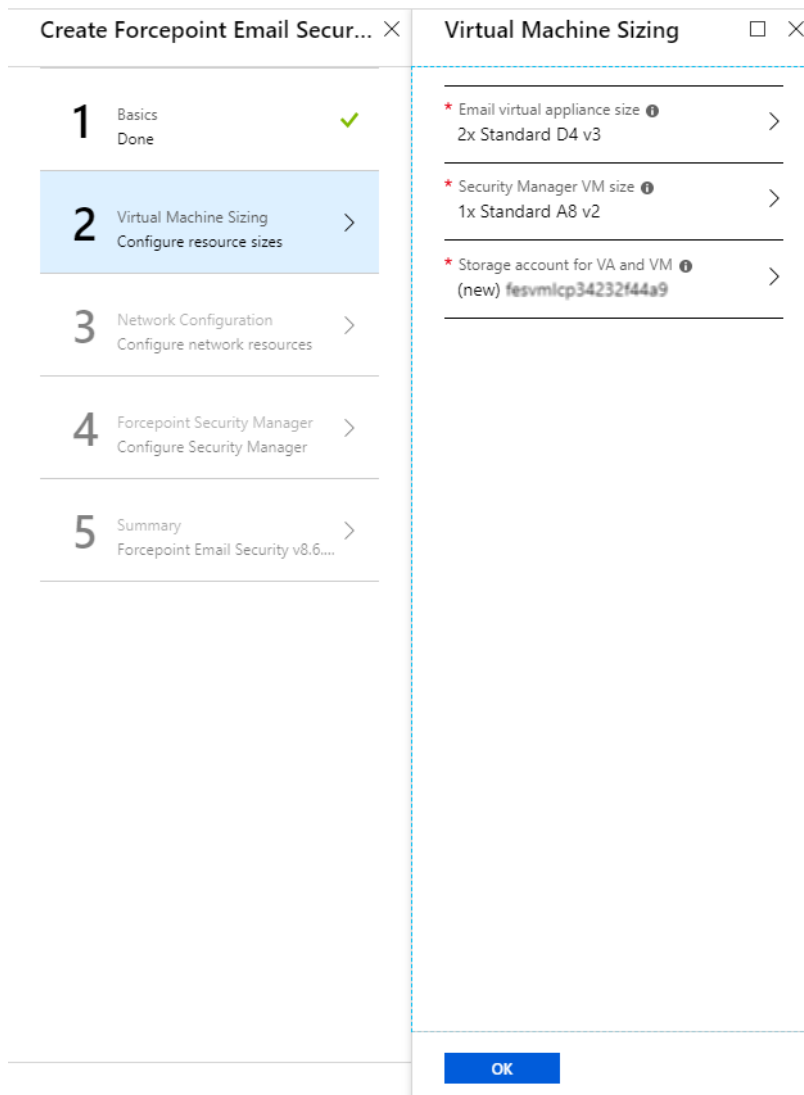 Create Forcepoint Email Secur...
1
Basics
Done
2
Virtual Machine Sizing
Configure resource sizes
3
Network Configuration
Configure network resources
4
Forcepoint Security Manager
Configure Security Manager
5
Summary
Forcepoint Email Security v8.6....
Virtual Machine Sizing
* Email virtual appliance size
2x Standard D4 v3
* Security Manager VM size
1x Standard A8 v2
* Storage account for VA and VM
(new)
OK